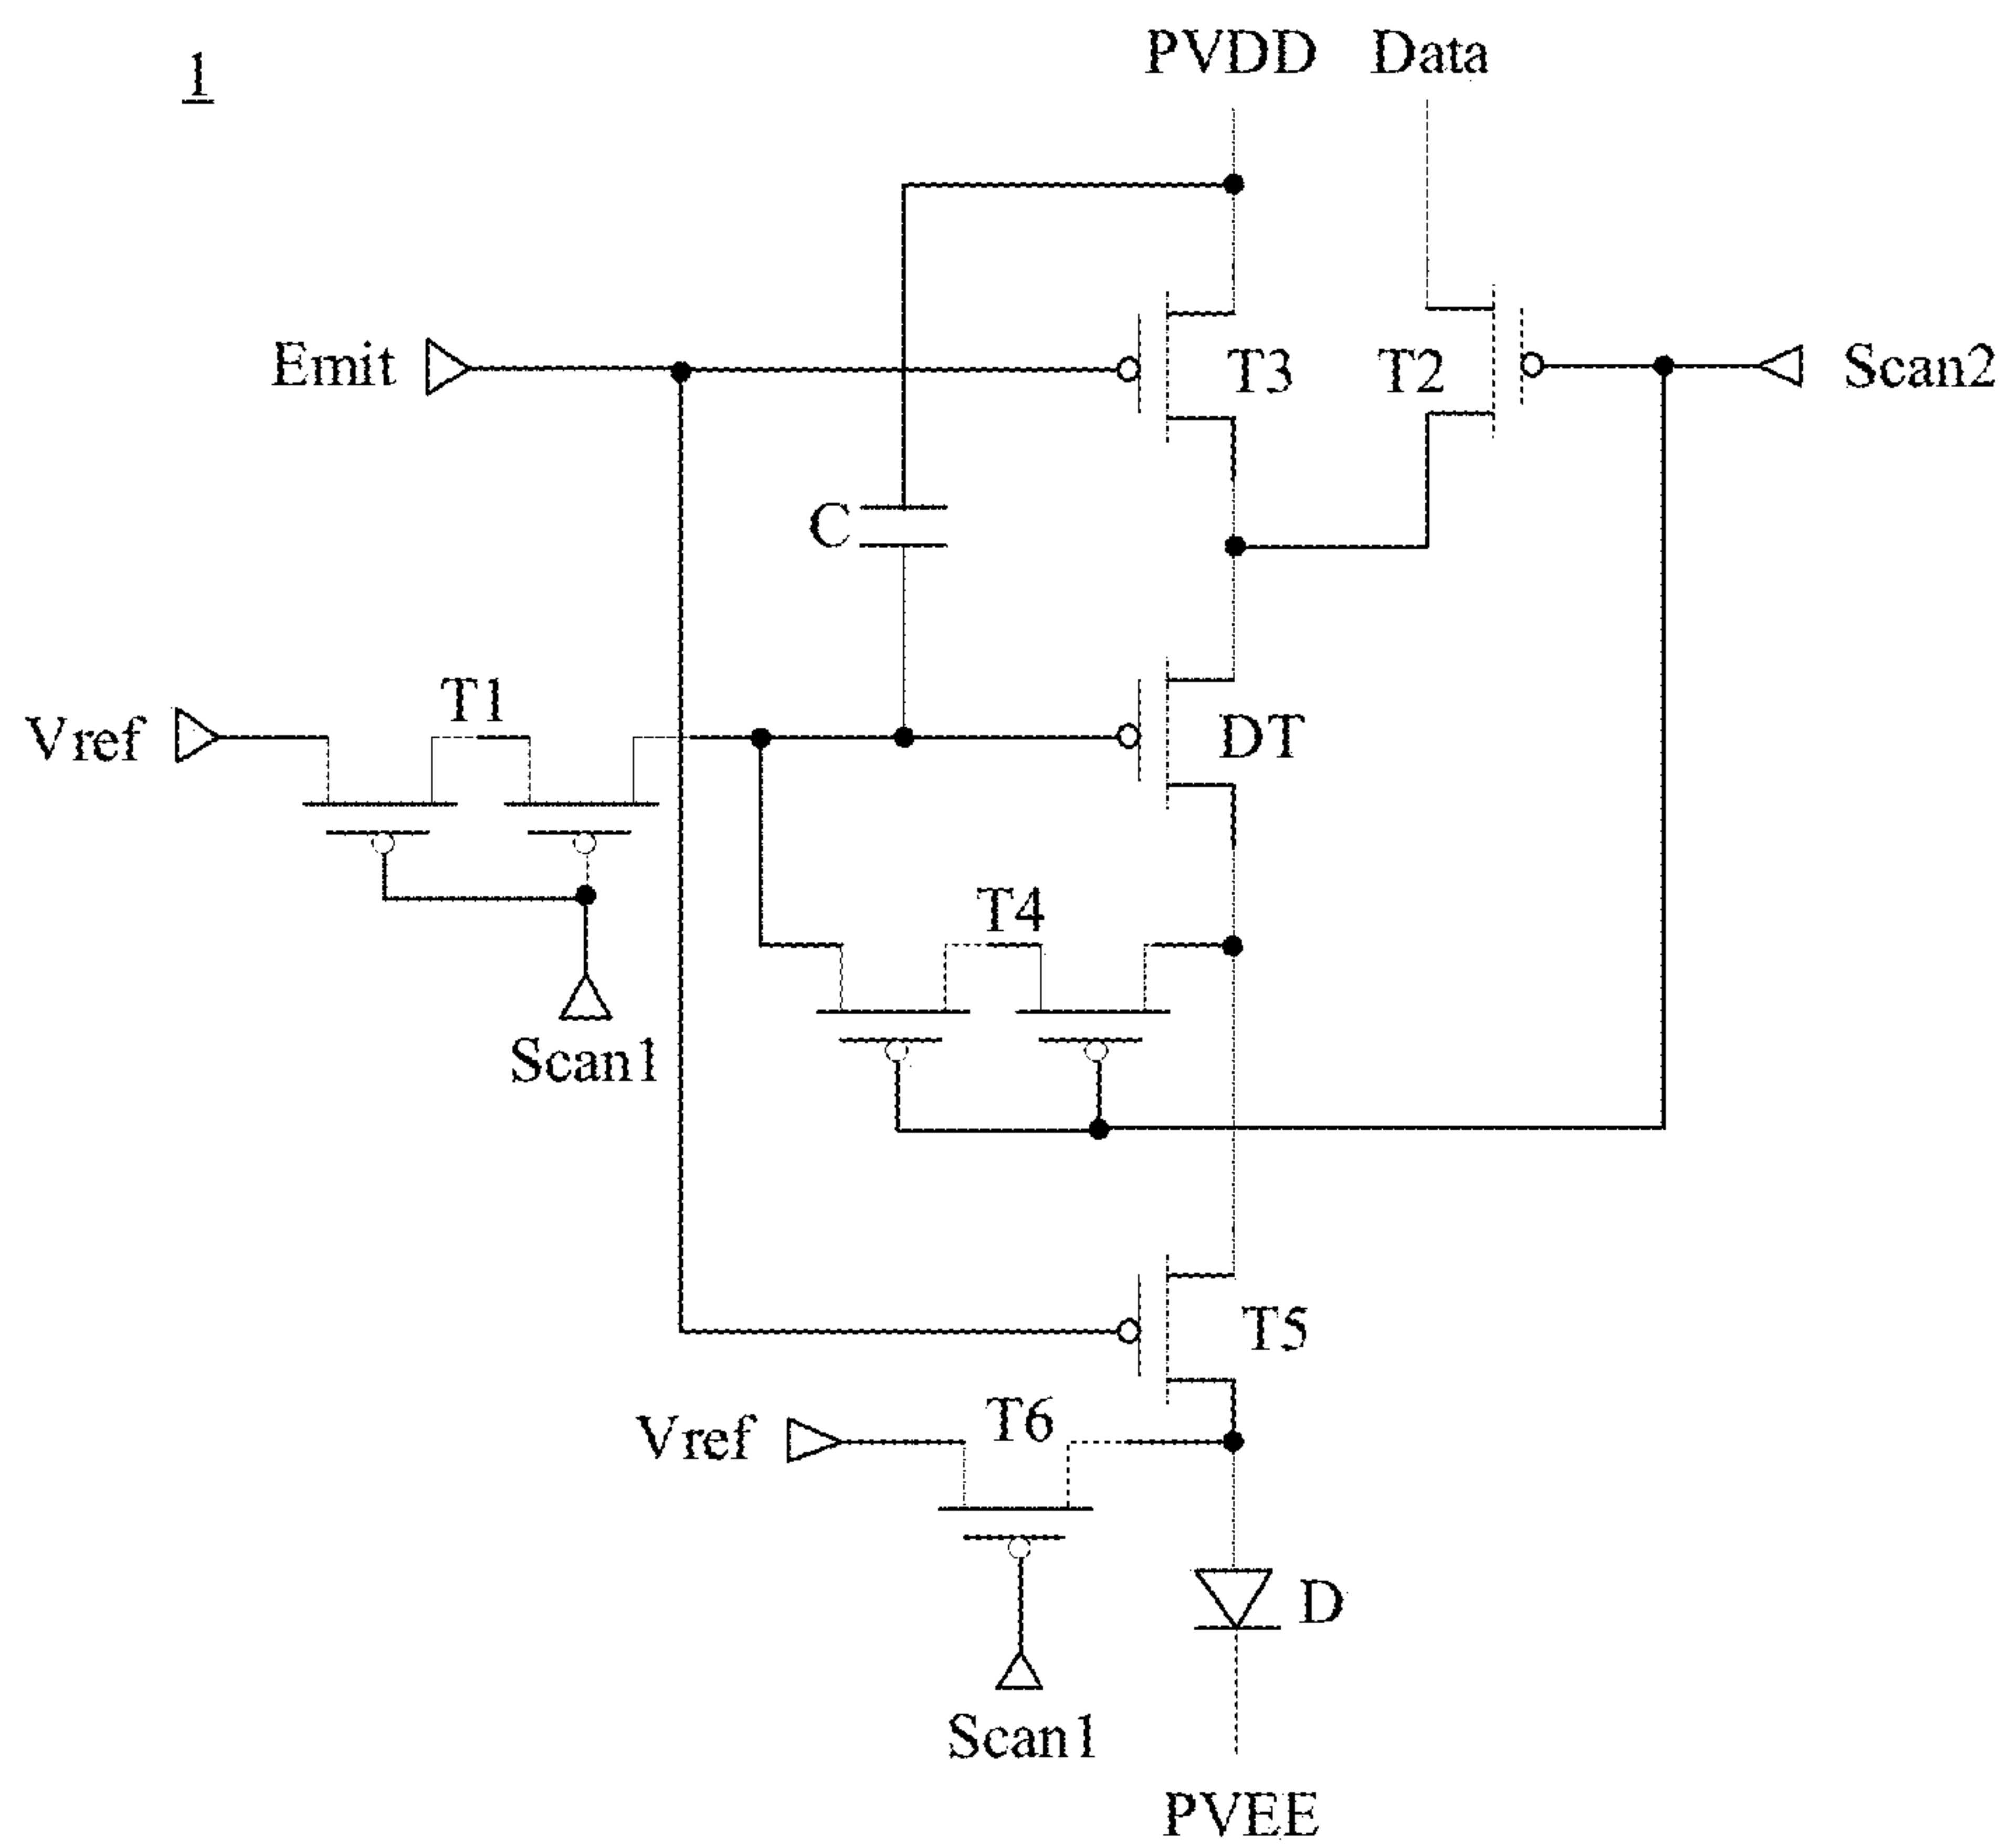 1
PVDD
Data
Emit
T3
T2
Scan2
C
T1
Vref
DT
T4
Scan1
T5
T6
Vref
D
Scan1
PVEE